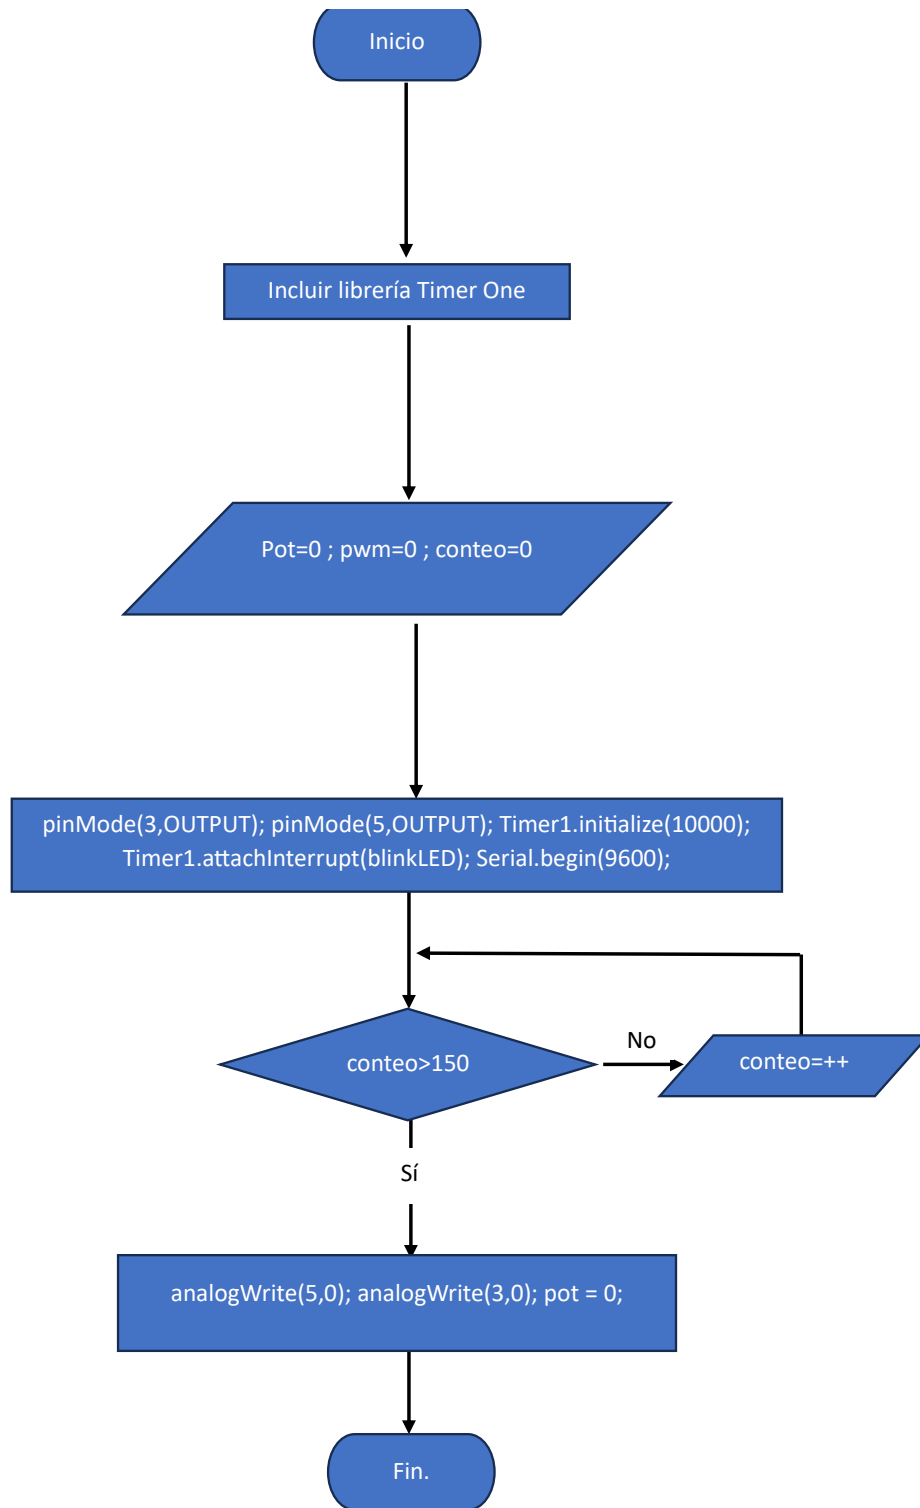 Inicio
Incluir librería Timer One
Pot=0 ; pwm=0 ; conteo=0
pinMode(3,OUTPUT); pinMode(5,OUTPUT); Timer1.initialize(10000);
Timer1.attachInterrupt(blinkLED); Serial.begin(9600);
conteo>150
No
conteo=++
Sí
analogWrite(5,0); analogWrite(3,0); pot = 0;
Fin.